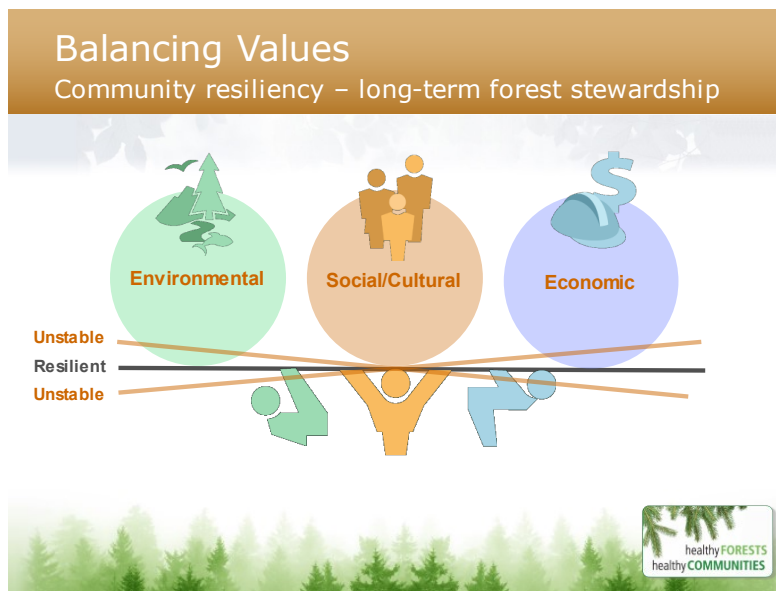 Balancing Values
Community resiliency – long-term forest stewardship
$
Environmental
Social/Cultural
Economic
Unstable
Resilient
Unstable
healthy FORESTS
healthy COMMUNITIES